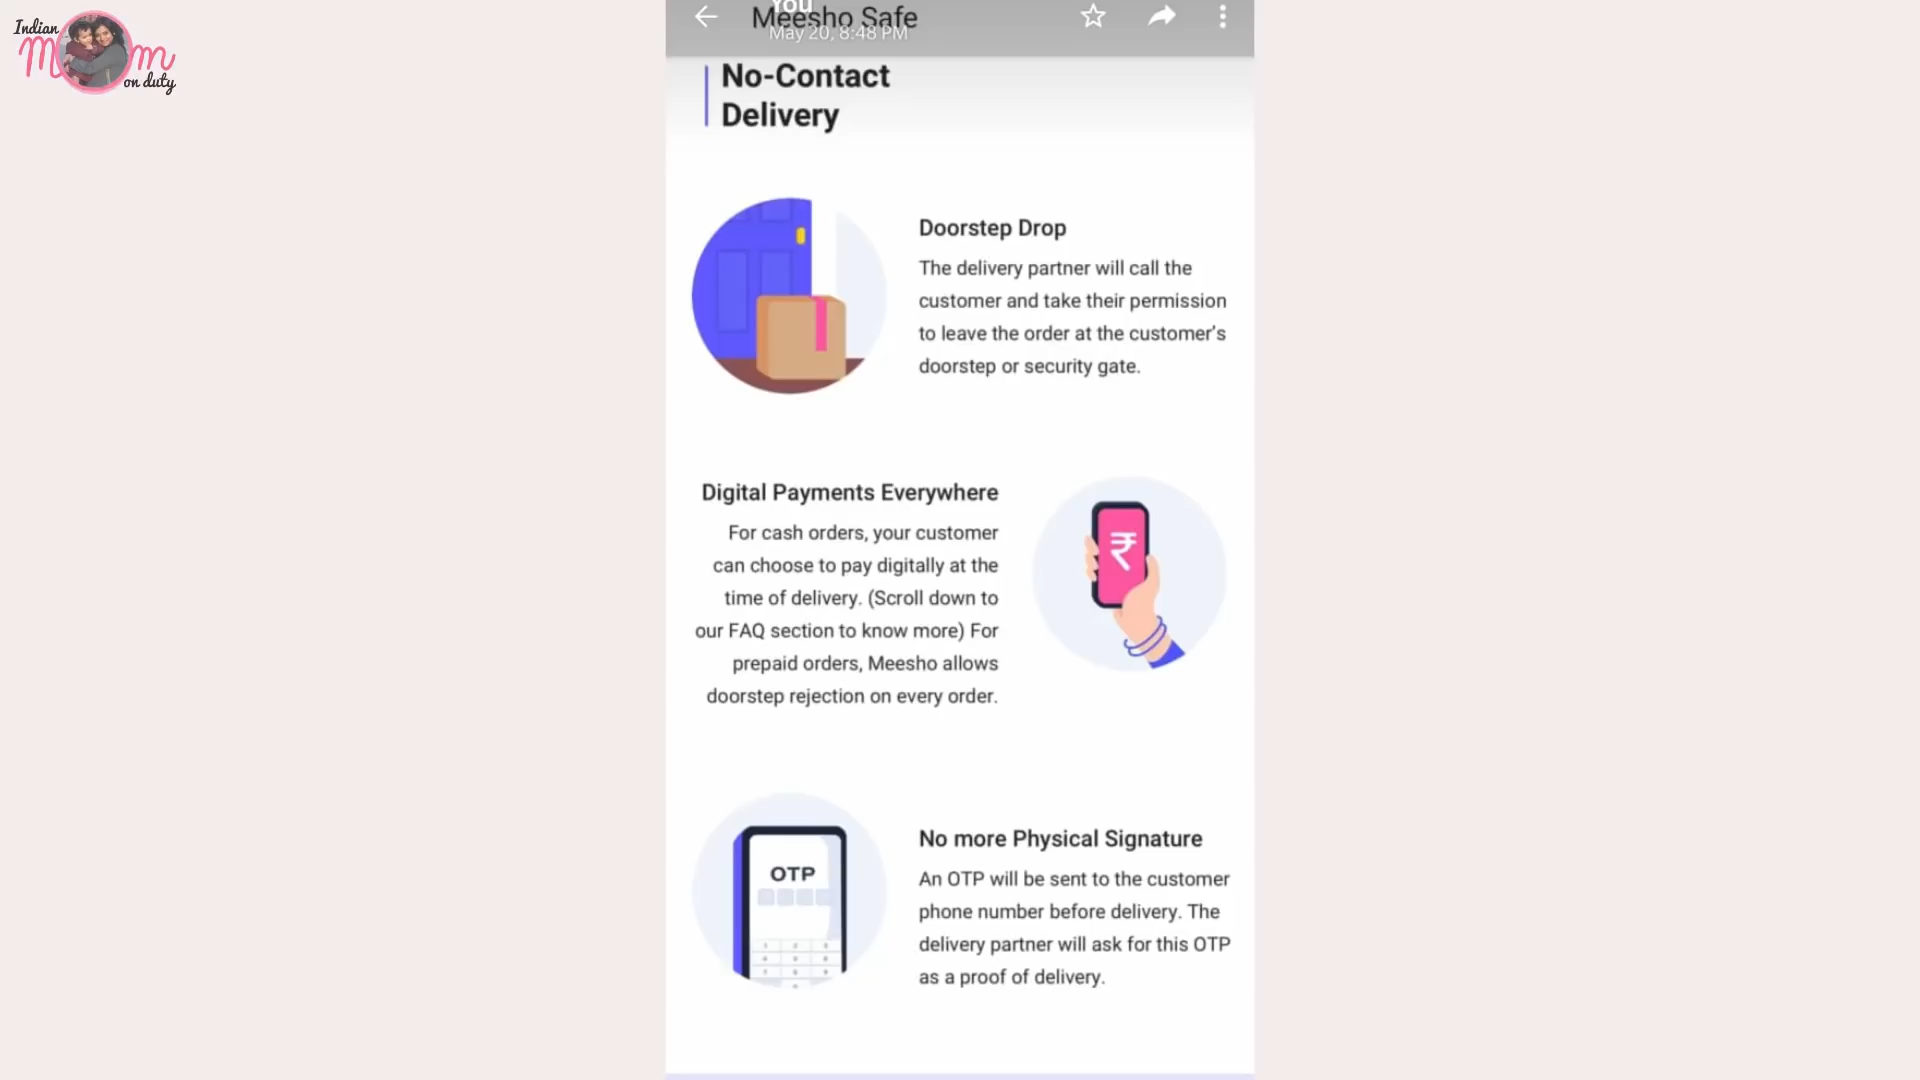 Indian
Mom
on duty
You
Meesho Safe
May 20, 8:48 PM
No-Contact
Delivery
Doorstep Drop
The delivery partner will call the
customer and take their permission
to leave the order at the customer's
doorstep or security gate.
Digital Payments Everywhere
For cash orders, your customer
can choose to pay digitally at the
time of delivery. (Scroll down to
our FAQ section to know more) For
prepaid orders, Meesho allows
doorstep rejection on every order.
₹
OTP
No more Physical Signature
An OTP will be sent to the customer
phone number before delivery. The
delivery partner will ask for this OTP
as a proof of delivery.